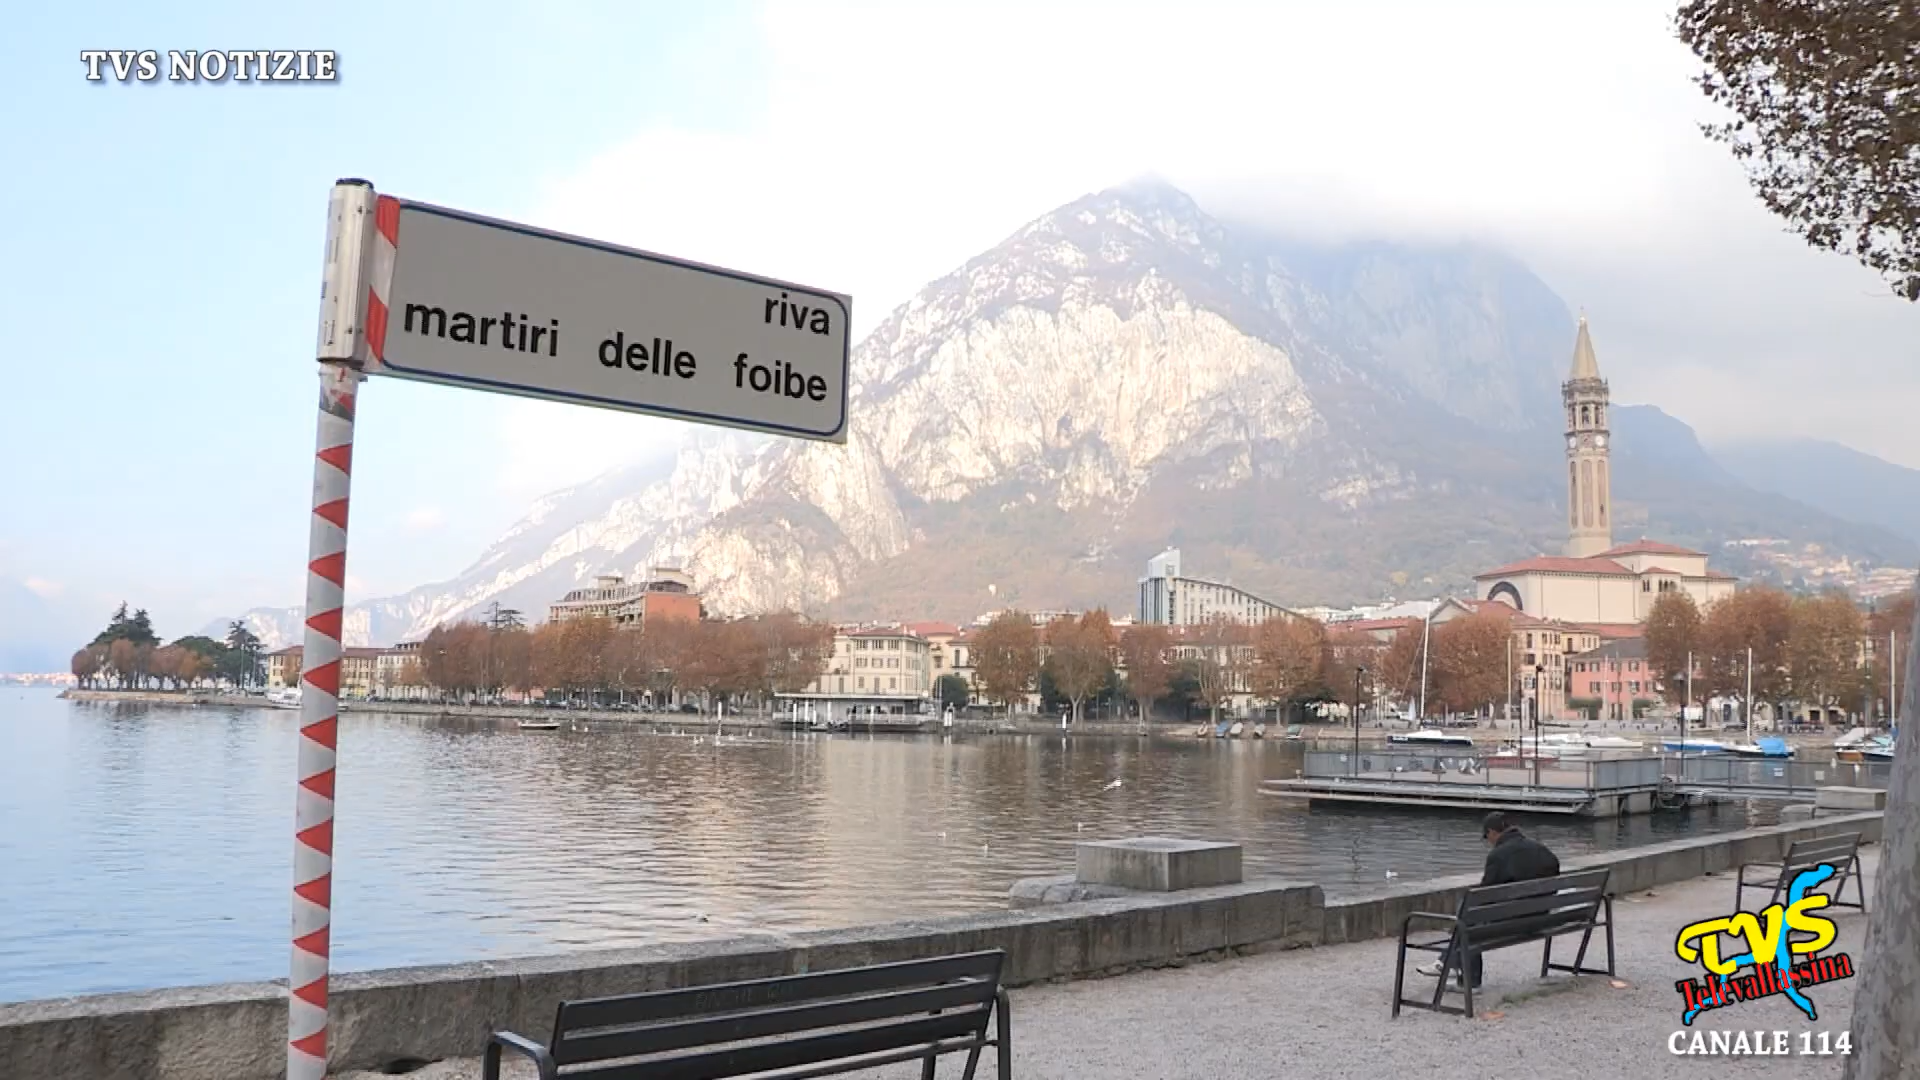 TVS NOTIZIE
riva
martiri delle foibe
TVS
Televallassina
CANALE 114